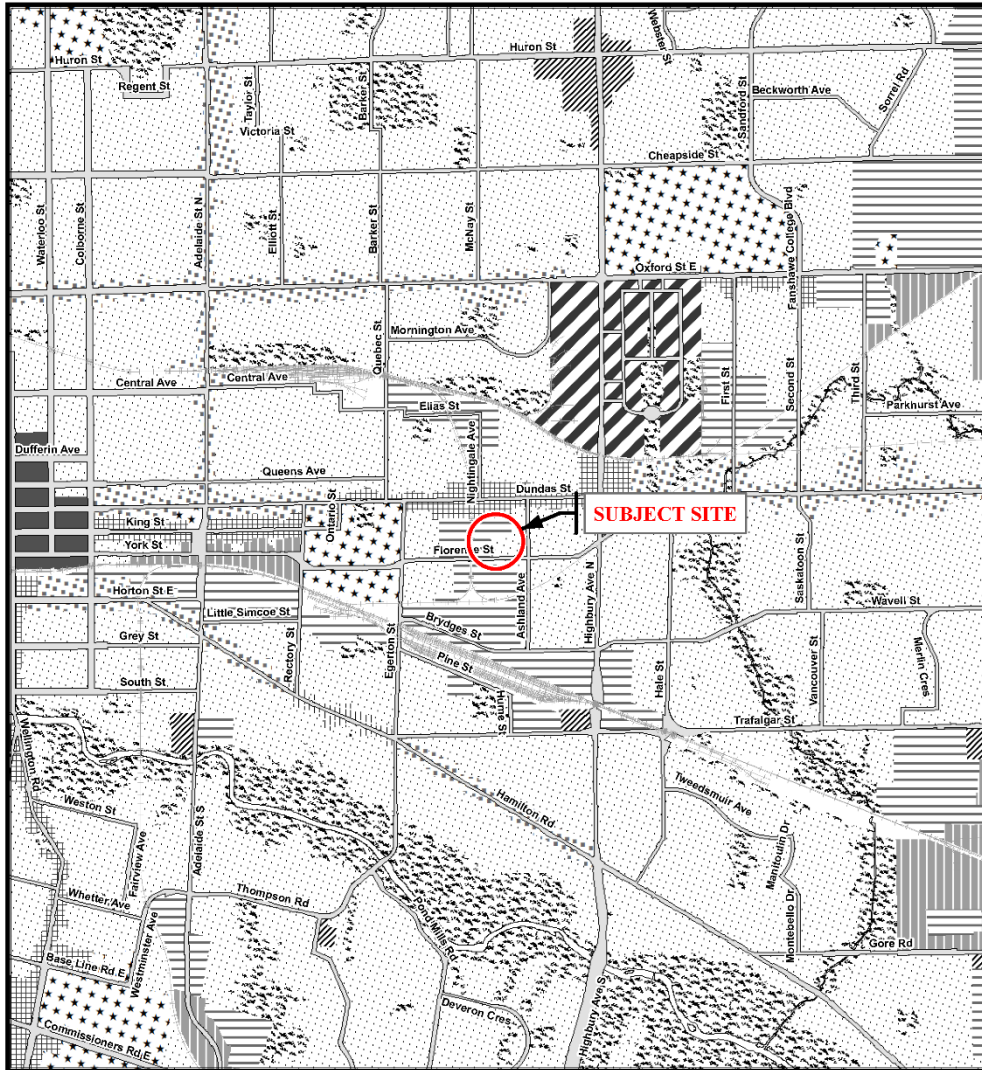 Huron St
Huron St
Webster St
Regent St
Taylor St
Barker St
Sandford St
Beckworth Ave
Sorrel Rd
Victoria St
Cheapside St
Waterloo St
Colborne St
Adelaide St N
Elliott St
Barker St
McNay St
Fanshawe College Blvd
Oxford St E
Quebec St
Mornington Ave
Central Ave
Central Ave
Elias St
First St
Second St
Third St
Parkhurst Ave
Dufferin Ave
Nightingale Ave
Queens Ave
Dundas St
King St
Ontario St
SUBJECT SITE
York St
Florence St
Saskatoon St
Horton St E
Little Simcoe St
Ashland Ave
Highbury Ave N
Wavell St
Grey St
Rectory St
Egerton St
Brydges St
Pine St
Hale St
Vancouver St
Merlin Cres
South St
Hume St
Trafalgar St
Wellington Rd
Weston St
Hamilton Rd
Tweedsmuir Ave
Fairview Ave
Adelaide St S
Manitoulin Dr
Whetter Ave
Thompson Rd
Pond Mills Rd
Montebello Dr
Westminster Ave
Gore Rd
Base Line Rd E
Deveron Cres
Highbury Ave S
Commissioners Rd E